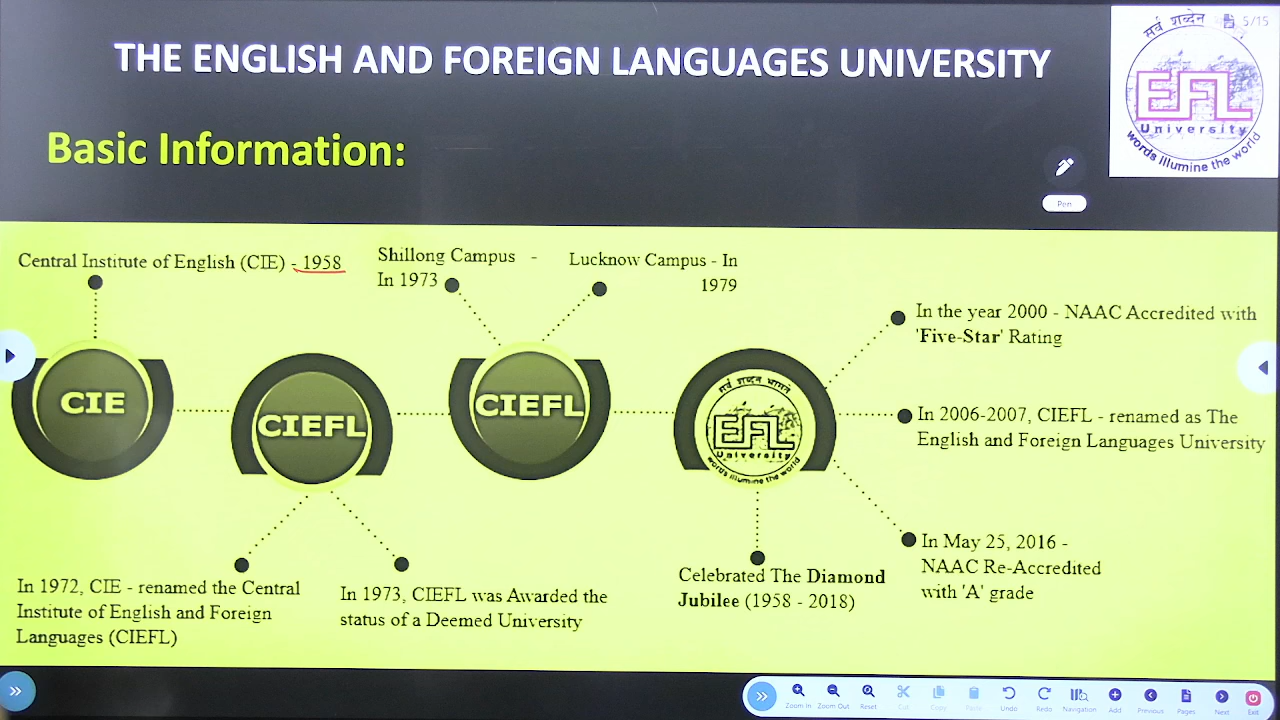 THE ENGLISH AND FOREIGN LANGUAGES UNIVERSITY
सर्व शब्देन
5/15
EFL
University
words illumine the world
Basic Information:
Pen
Central Institute of English (CIE) - 1958
Shillong Campus -
In 1973
Lucknow Campus - In
1979
In the year 2000 - NAAC Accredited with
'Five-Star' Rating
CIE
CIEFL
CIEFL
सर्व शब्देन भासते
EFL
University
words illumine the world
In 2006-2007, CIEFL - renamed as The
English and Foreign Languages University
In May 25, 2016 -
NAAC Re-Accredited
with 'A' grade
Celebrated The Diamond
Jubilee (1958 - 2018)
In 1972, CIE - renamed the Central
Institute of English and Foreign
Languages (CIEFL)
In 1973, CIEFL was Awarded the
status of a Deemed University
Zoom In
Zoom Out
Reset
Cut
Copy
Paste
Undo
Redo
Navigation
Add
Previous
Pages
Next
Exit